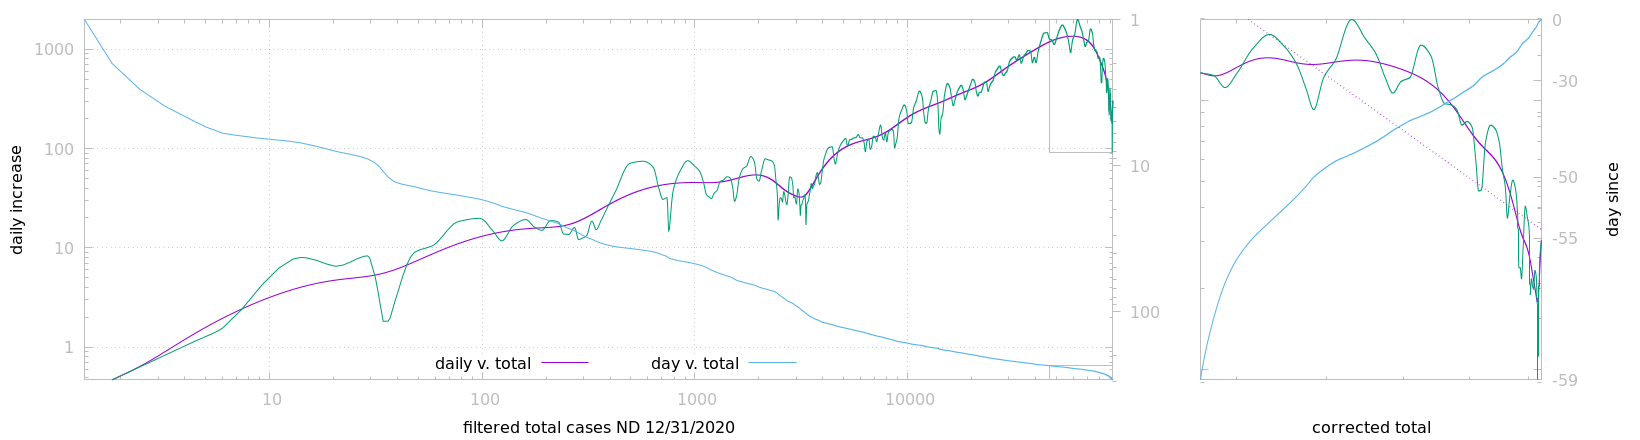 1000
100
10
1
daily increase
10
100
1000
10000
filtered total cases ND 12/31/2020
daily v. total
day v. total
1
10
100
0
-30
-50
-55
-59
day since
corrected total